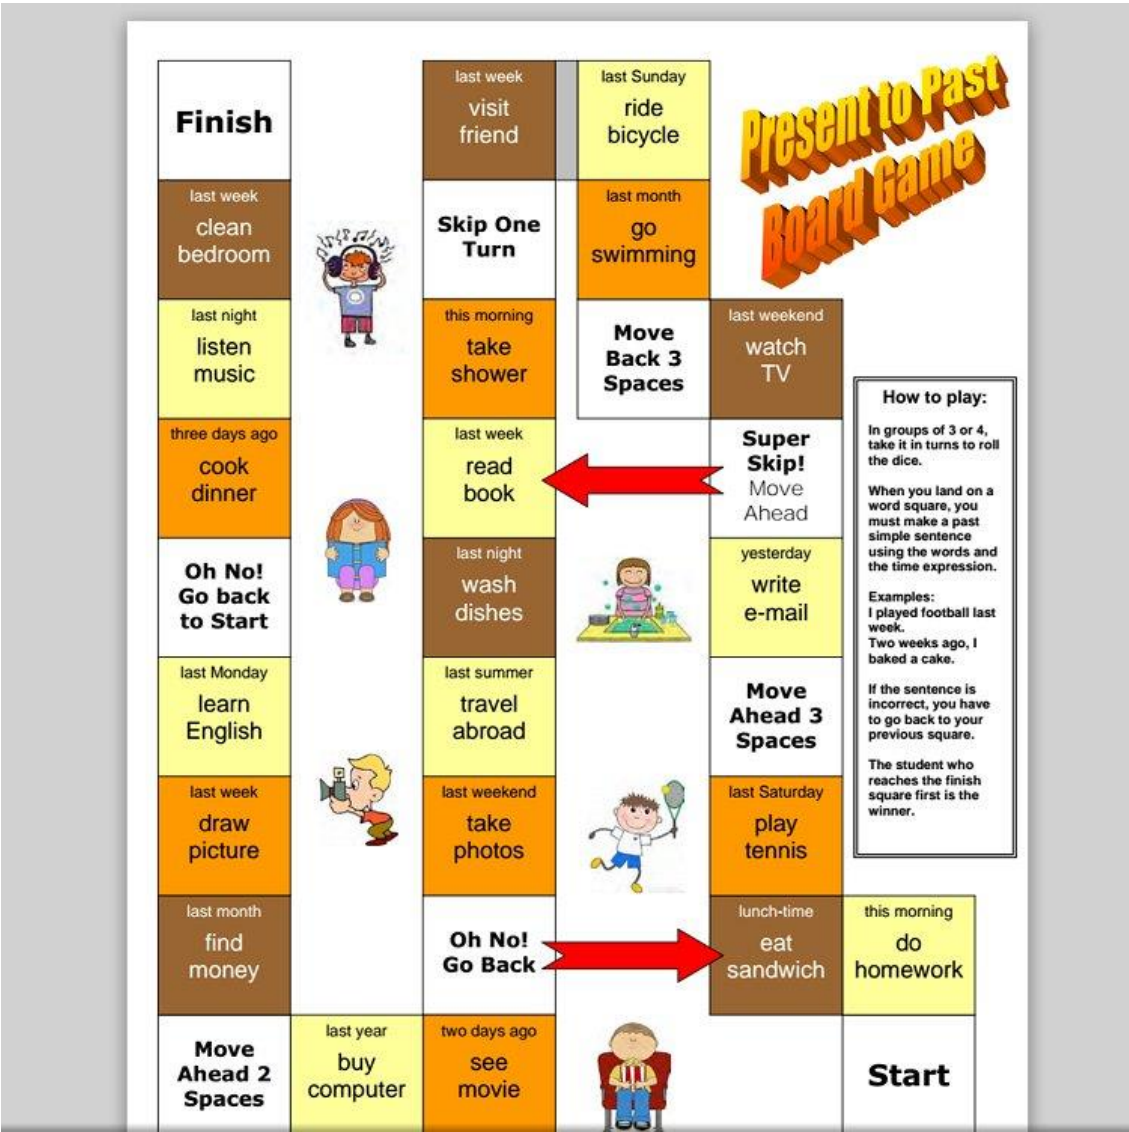 Present to Past
Board Game
Finish
last week
clean
bedroom
last night
listen
music
three days ago
cook
dinner
Oh No!
Go back
to Start
last Monday
learn
English
last week
draw
picture
last month
find
money
Move
Ahead 2
Spaces
last year
buy
computer
last week
visit
friend
Skip One
Turn
this morning
take
shower
last week
read
book
last night
wash
dishes
last summer
travel
abroad
last weekend
take
photos
Oh No!
Go Back
two days ago
see
movie
last Sunday
ride
bicycle
last month
go
swimming
Move
Back 3
Spaces
last weekend
watch
TV
Super
Skip!
Move
Ahead
yesterday
write
e-mail
Move
Ahead 3
Spaces
last Saturday
play
tennis
lunch-time
eat
sandwich
this morning
do
homework
Start
How to play:
In groups of 3 or 4,
take it in turns to roll
the dice.
When you land on a
word square, you
must make a past
simple sentence
using the words and
the time expression.
Examples:
I played football last
week.
Two weeks ago, I
baked a cake.
If the sentence is
incorrect, you have
to go back to your
previous square.
The student who
reaches the finish
square first is the
winner.